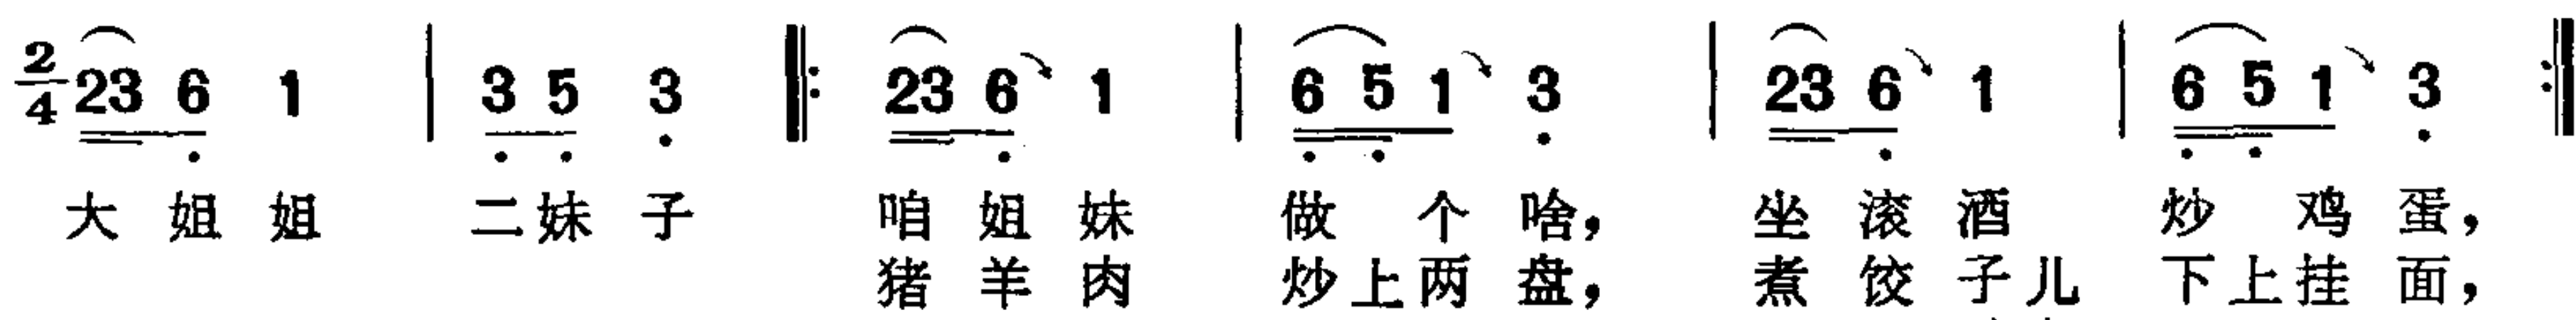 2/4 23 6 1 | 3 5 3 ‖: 23 6 1 | 6 5 1 3 | 23 6 1 | 6 5 1 3 :‖
大 姐 姐 二 妹 子 咱 姐 妹 做 个 啥， 坐 滚 酒 炒 鸡 蛋，
猪 羊 肉 炒 上 两 盘， 煮 饺 子 儿 下 上 挂 面，